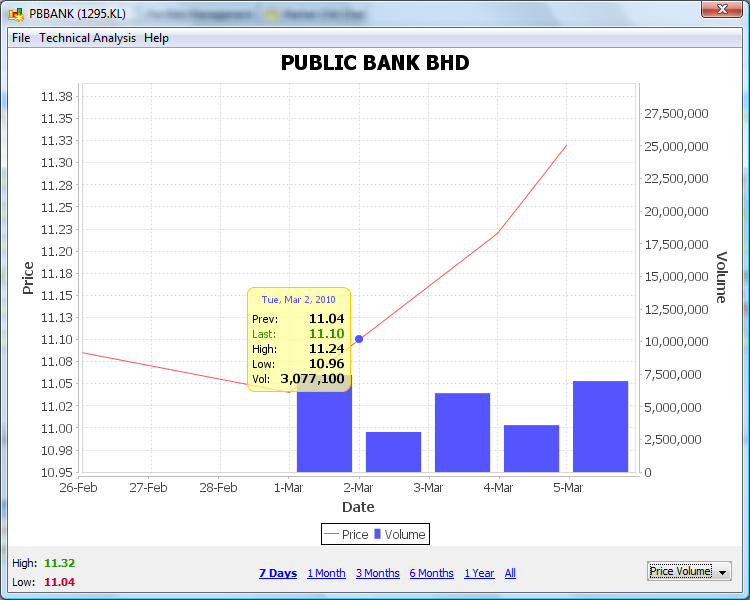 PBBANK (1295.KL)
File Technical Analysis Help
PUBLIC BANK BHD
11.38
11.35
11.33
11.30
11.28
11.25
11.23
11.20
11.18
11.15
11.13
11.10
11.08
11.05
11.02
11.00
10.98
10.95
Price
27,500,000
25,000,000
22,500,000
20,000,000
17,500,000
15,000,000
12,500,000
10,000,000
7,500,000
5,000,000
2,500,000
0
Volume
Tue, Mar 2, 2010
Prev: 11.04
Last: 11.10
High: 11.24
Low: 10.96
Vol: 3,077,100
26-Feb 27-Feb 28-Feb 1-Mar 2-Mar 3-Mar 4-Mar 5-Mar
Date
Price Volume
High: 11.32
Low: 11.04
7 Days 1 Month 3 Months 6 Months 1 Year All
Price Volume